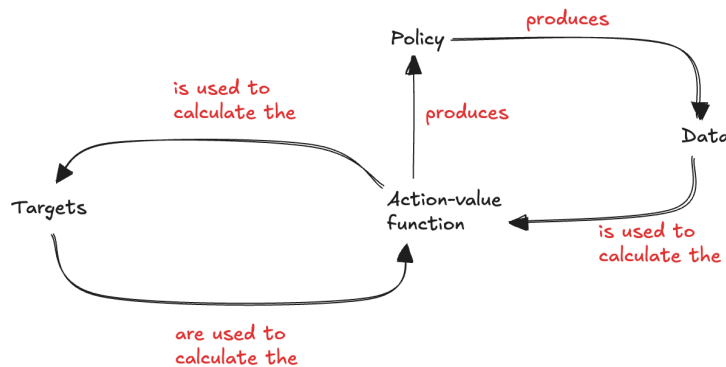 produces
Policy
is used to
calculate the
produces
Data
Action-value
function
Targets
is used to
calculate the
are used to
calculate the